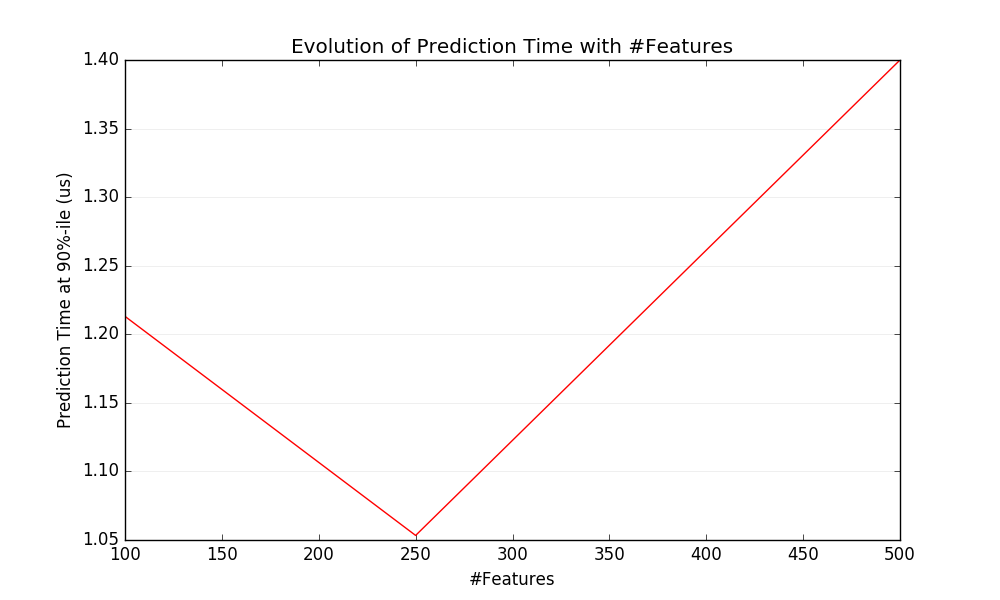 Evolution of Prediction Time with #Features
Prediction Time at 90%-ile (us)
1.40
1.35
1.30
1.25
1.20
1.15
1.10
1.05
100 150 200 250 300 350 400 450 500
#Features